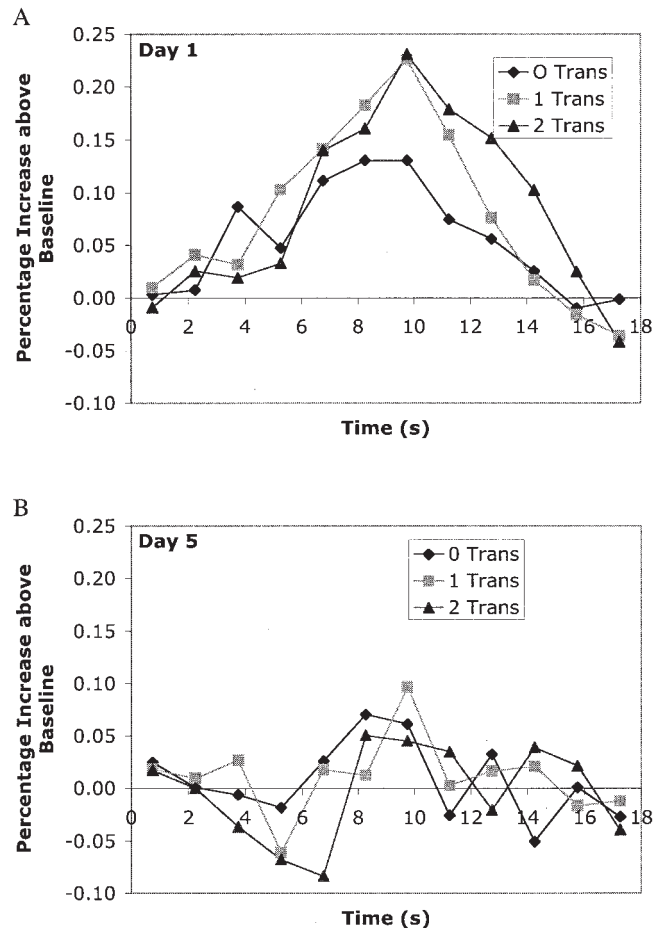 A
Day 1
O Trans
1 Trans
2 Trans
Percentage Increase above
Baseline
0.25
0.20
0.15
0.10
0.05
0.00
-0.05
-0.10
0 2 4 6 8 10 12 14 16 18
Time (s)
B
Day 5
0 Trans
1 Trans
2 Trans
Percentage Increase above
Baseline
0.25
0.20
0.15
0.10
0.05
0.00
-0.05
-0.10
0 2 4 6 8 10 12 14 16 18
Time (s)